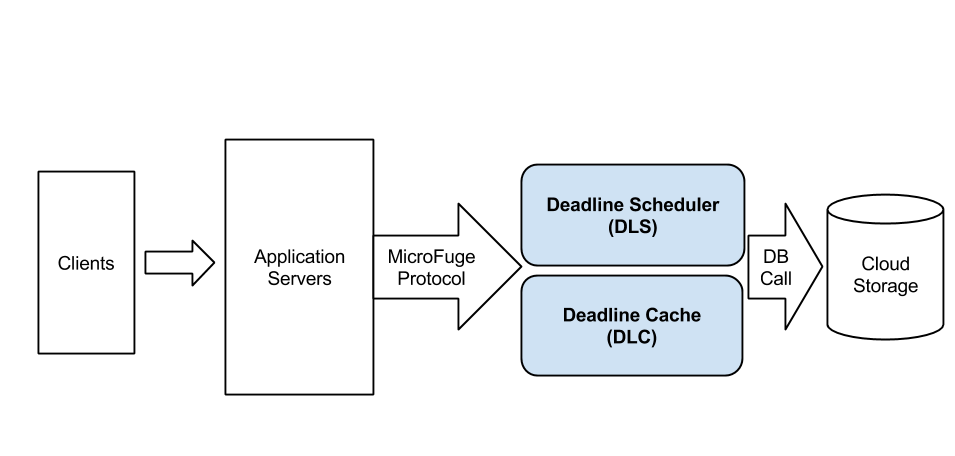 Clients
Application
Servers
MicroFuge
Protocol
Deadline Scheduler
(DLS)
Deadline Cache
(DLC)
DB
Call
Cloud
Storage